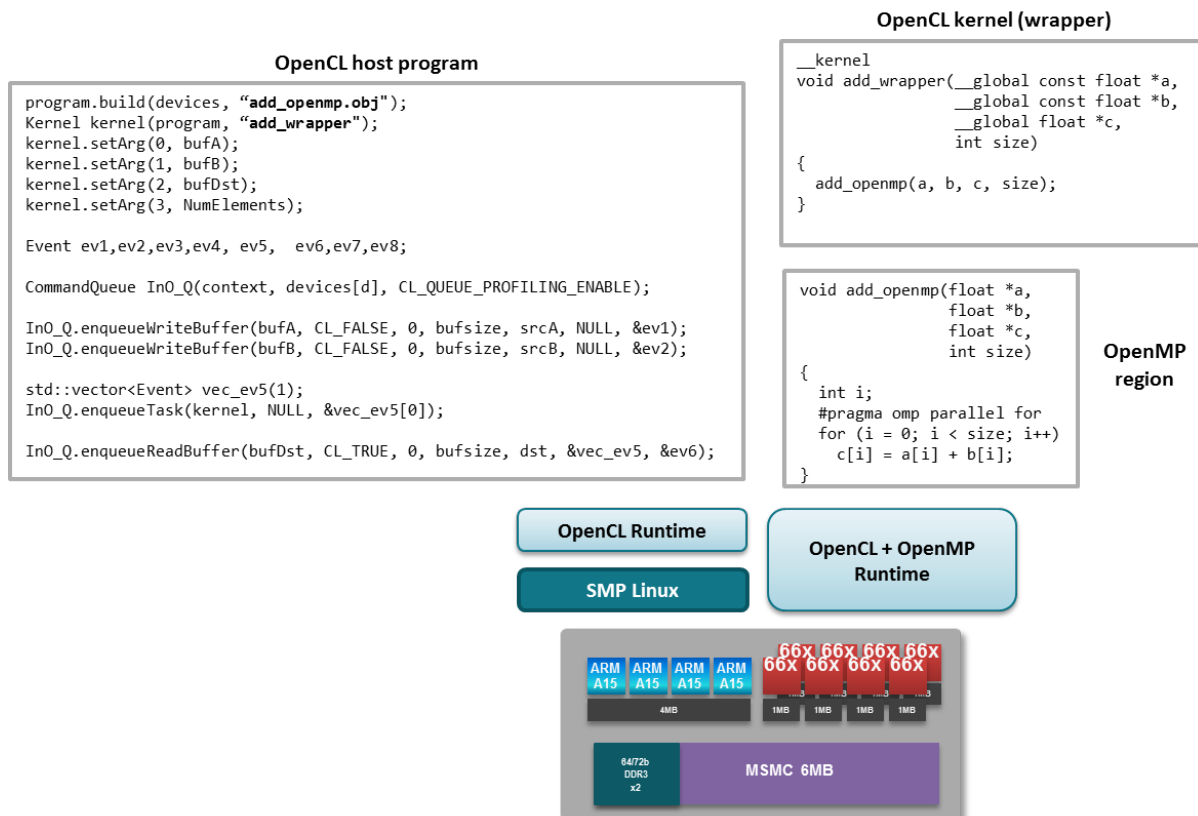 OpenCL host program
program.build(devices, “add_openmp.obj");
Kernel kernel(program, “add_wrapper");
kernel.setArg(0, bufA);
kernel.setArg(1, bufB);
kernel.setArg(2, bufDst);
kernel.setArg(3, NumElements);
Event ev1,ev2,ev3,ev4, ev5,  ev6,ev7,ev8;
CommandQueue InO_Q(context, devices[d], CL_QUEUE_PROFILING_ENABLE);
InO_Q.enqueueWriteBuffer(bufA, CL_FALSE, 0, bufsize, srcA, NULL, &ev1);
InO_Q.enqueueWriteBuffer(bufB, CL_FALSE, 0, bufsize, srcB, NULL, &ev2);
std::vector<Event> vec_ev5(1);
InO_Q.enqueueTask(kernel, NULL, &vec_ev5[0]);
InO_Q.enqueueReadBuffer(bufDst, CL_TRUE, 0, bufsize, dst, &vec_ev5, &ev6);
OpenCL kernel (wrapper)
__kernel
void add_wrapper(__global const float *a,
__global const float *b,
__global float *c,
int size)
{
add_openmp(a, b, c, size);
}
void add_openmp(float *a,
float *b,
float *c,
int size)
{
int i;
#pragma omp parallel for
for (i = 0; i < size; i++)
c[i] = a[i] + b[i];
}
OpenMP
region
OpenCL Runtime
SMP Linux
OpenCL + OpenMP
Runtime
ARM A15
ARM A15
ARM A15
ARM A15
4MB
66x 66x 66x 66x
66x 66x 66x 66x
1MB 1MB 1MB 1MB
64/72b
DDR3
x2
MSMC 6MB